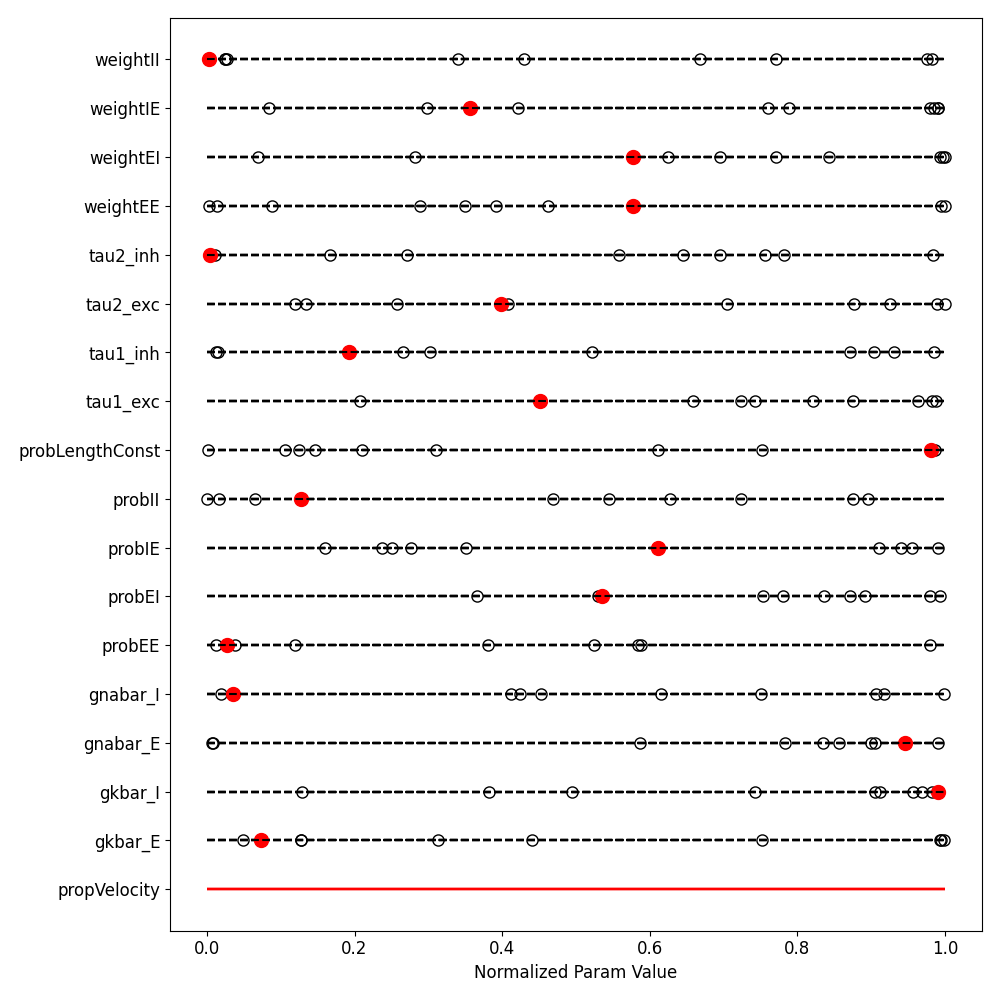 weightII
weightIE
weightEI
weightEE
tau2_inh
tau2_exc
tau1_inh
tau1_exc
probLengthConst
probII
probIE
probEI
probEE
gnabar_I
gnabar_E
gkbar_I
gkbar_E
propVelocity
0.0 0.2 0.4 0.6 0.8 1.0
Normalized Param Value